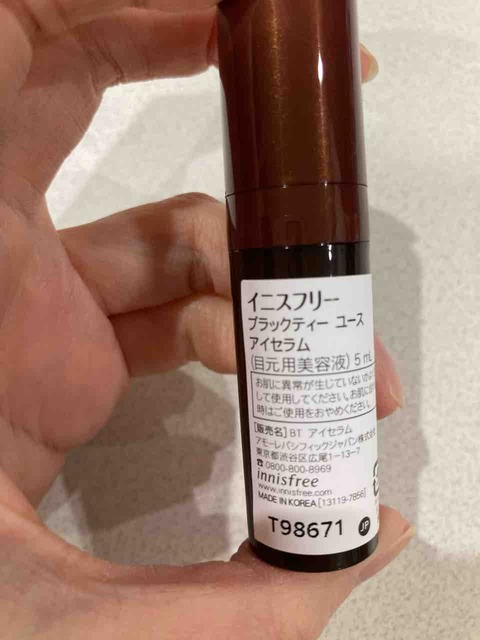 イニスフリー
ブラックティー ユース
アイセラム
(目元用美容液) 5 mL
お肌に異常が生じていないか
して使用してください。お肌に
時はご使用をおやめください。
[販売名] BT アイセラム
アモーレパシフィックジャパン株式会社
東京都渋谷区広尾1-13-7
☎0800-800-8969
innisfree
www.innisfree.com
MADE IN KOREA [13119-7856]
T98671 JP